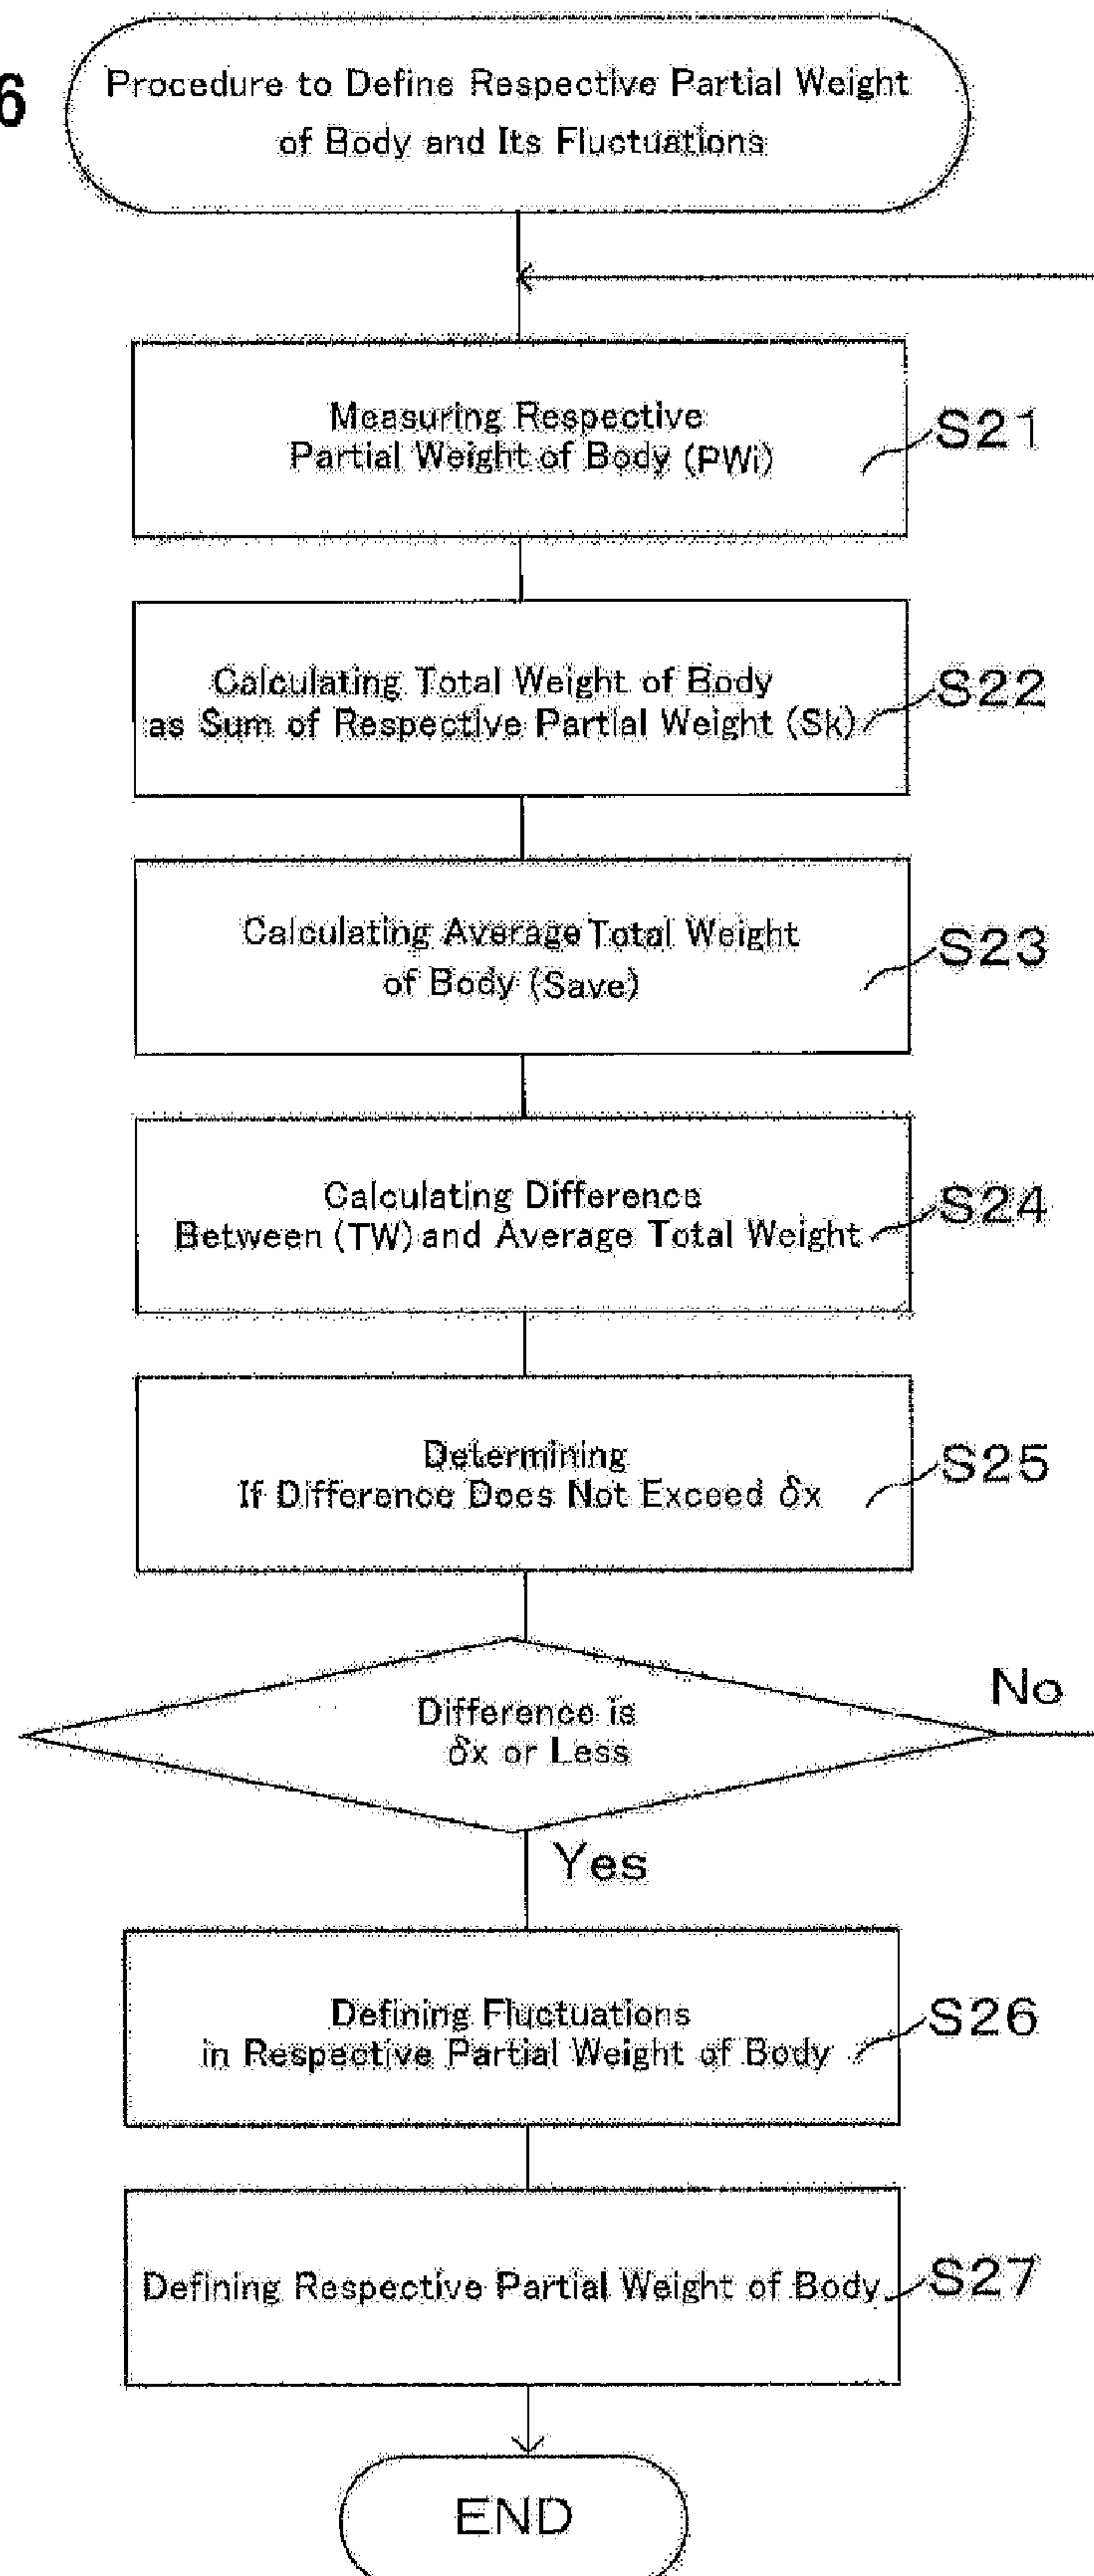 6
Procedure to Define Respective Partial Weight
of Body and Its Fluctuations
Measuring Respective
Partial Weight of Body (PWi)
S21
Calculating Total Weight of Body
as Sum of Respective Partial Weight (Sk)
S22
Calculating Average Total Weight
of Body (Save)
S23
Calculating Difference
Between (TW) and Average Total Weight
S24
Determining
If Difference Does Not Exceed δx
S25
Difference is
δx or Less
No
Yes
Defining Fluctuations
in Respective Partial Weight of Body
S26
Defining Respective Partial Weight of Body
S27
END